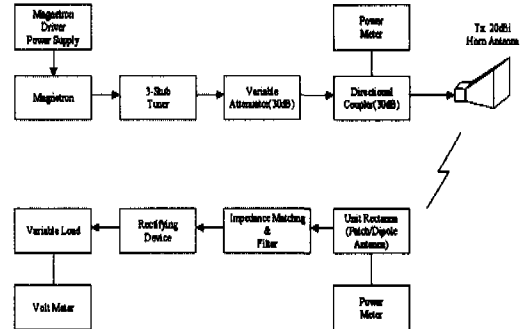 Magnetron
Driver
Power Supply
Power
Meter
Tx. 20dBi
Horn Antenna
Magnetron
3-Stub
Tuner
Variable
Attenuator(30dB)
Directional
Coupler(30dB)
Variable Load
Rectifying
Device
Impedance Matching
&
Filter
Unit Rectenna
(Patch/Dipole
Antenna)
Volt Meter
Power
Meter